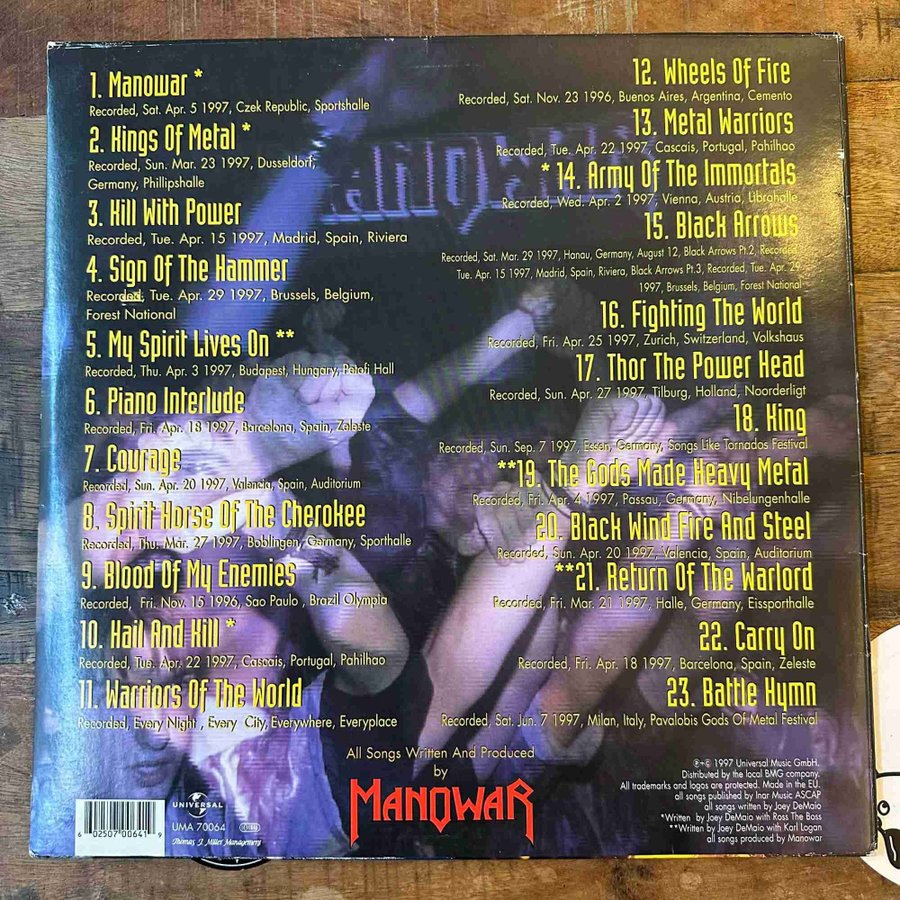 1. Manowar *
Recorded, Sat. Apr. 5 1997, Czek Republic, Sportshalle
2. Kings Of Metal *
Recorded, Sun. Mar. 23 1997, Dusseldorf,
Germany, Phillipshalle
3. Kill With Power
Recorded, Tue. Apr. 15 1997, Madrid, Spain, Riviera
4. Sign Of The Hammer
Recorded, Tue. Apr. 29 1997, Brussels, Belgium,
Forest National
5. My Spirit Lives On **
Recorded, Thu. Apr. 3 1997, Budapest, Hungary, Petofi Hall
6. Piano Interlude
Recorded, Fri. Apr. 18 1997, Barcelona, Spain, Zeleste
7. Courage
Recorded, Sun. Apr. 20 1997, Valencia, Spain, Auditorium
8. Spirit Horse Of The Cherokee
Recorded, Thu. Mar. 27 1997, Boblingen, Germany, Sporthalle
9. Blood Of My Enemies
Recorded, Fri. Nov. 15 1996, Sao Paulo , Brazil Olympia
10. Hail And Kill *
Recorded, Tue. Apr. 22 1997, Cascais, Portugal, Pahilhao
11. Warriors Of The World
Recorded, Every Night , Every City, Everywhere, Everyplace
12. Wheels Of Fire
Recorded, Sat. Nov. 23 1996, Buenos Aires, Argentina, Cemento
13. Metal Warriors
Recorded, Tue. Apr. 22 1997, Cascais, Portugal, Pahilhao
* 14. Army Of The Immortals
Recorded, Wed. Apr. 2 1997, Vienna, Austria, Librohalle
15. Black Arrows
Recorded, Sat. Mar. 29 1997, Hanau, Germany, August 12, Black Arrows Pt.2, Recorded
Tue. Apr. 15 1997, Madrid, Spain, Riviera, Black Arrows Pt.3, Recorded, Tue. Apr. 29
1997, Brussels, Belgium, Forest National
16. Fighting The World
Recorded, Fri. Apr. 25 1997, Zurich, Switzerland, Volkshaus
17. Thor The Power Head
Recorded, Sun. Apr. 27 1997, Tilburg, Holland, Noorderligt
18. King
Recorded, Sun. Sep. 7 1997, Essen, Germany, Songs Like Tornados Festival
**19. The Gods Made Heavy Metal
Recorded, Fri. Apr. 4 1997, Passau, Germany, Nibelungenhalle
20. Black Wind Fire And Steel
Recorded, Sun. Apr. 20 1997, Valencia, Spain, Auditorium
**21. Return Of The Warlord
Recorded, Fri. Mar. 21 1997, Halle, Germany, Eissporthalle
22. Carry On
Recorded, Fri. Apr. 18 1997, Barcelona, Spain, Zeleste
23. Battle Hymn
Recorded, Sat. Jun. 7 1997, Milan, Italy, Pavalobis Gods Of Metal Festival
All Songs Written And Produced
by
MANOWAR
UNIVERSAL
UMA 70064
Thomas J. Miller Management
6 02507 00641 9
℗+© 1997 Universal Music GmbH.
Distributed by the local BMG company.
All trademarks and logos are protected. Made in the EU.
all songs published by Inar Music ASCAP
all songs written by Joey DeMaio
*Written by Joey DeMaio with Ross The Boss
**Written by Joey DeMaio with Karl Logan
all songs produced by Manowar